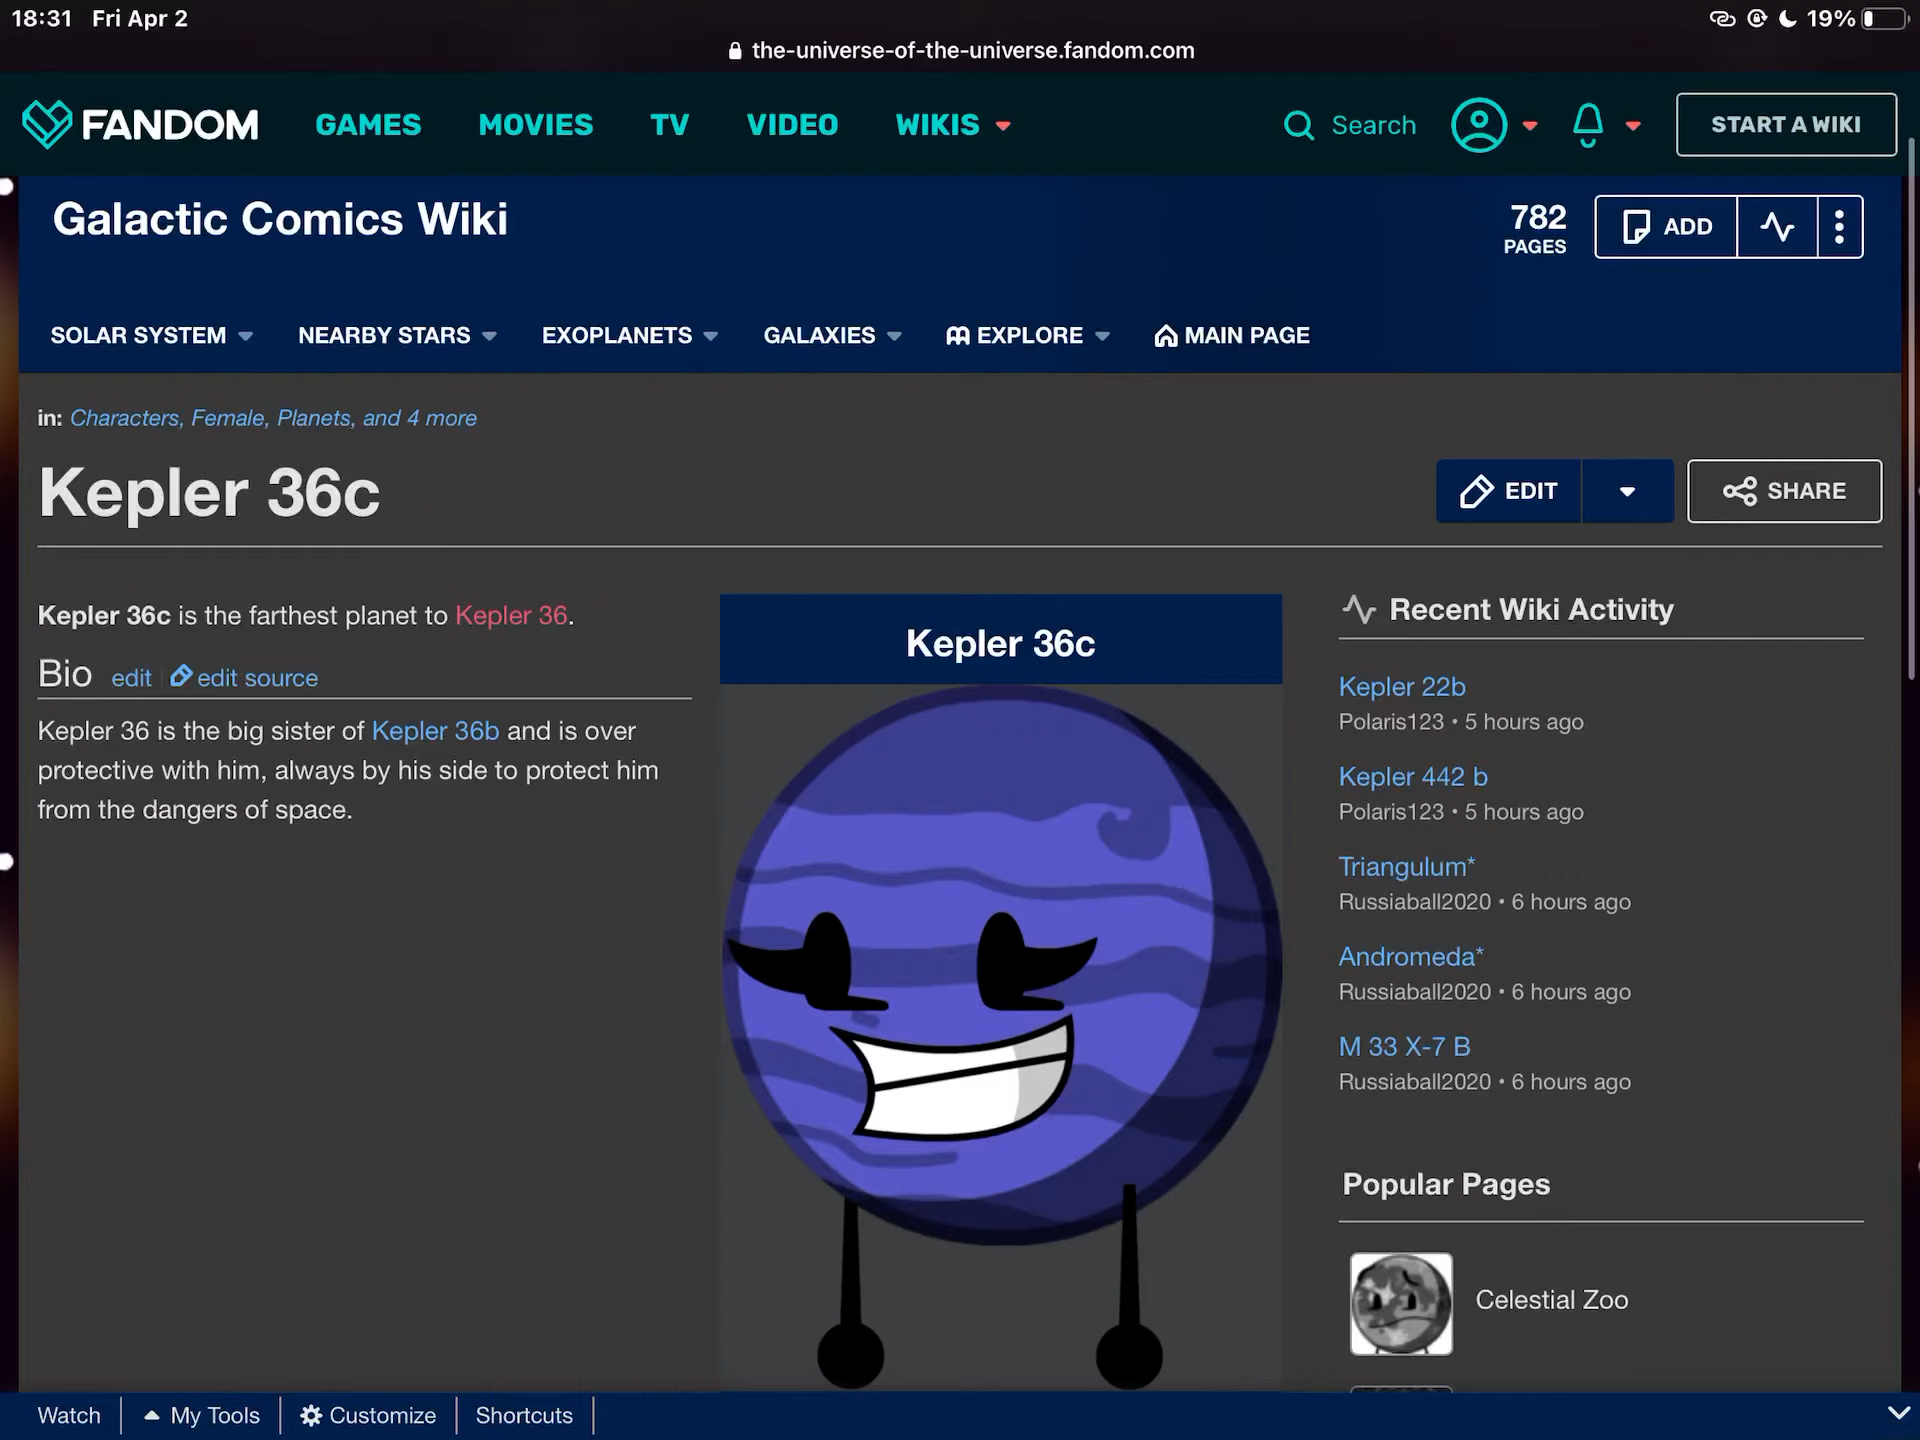 18:31 Fri Apr 2
19%
the-universe-of-the-universe.fandom.com
FANDOM
GAMES
MOVIES
TV
VIDEO
WIKIS
Search
START A WIKI
Galactic Comics Wiki
782
PAGES
ADD
SOLAR SYSTEM
NEARBY STARS
EXOPLANETS
GALAXIES
EXPLORE
MAIN PAGE
in: Characters, Female, Planets, and 4 more
Kepler 36c
EDIT
SHARE
Kepler 36c is the farthest planet to Kepler 36.
Bio edit edit source
Kepler 36 is the big sister of Kepler 36b and is over
protective with him, always by his side to protect him
from the dangers of space.
Kepler 36c
Recent Wiki Activity
Kepler 22b
Polaris123 • 5 hours ago
Kepler 442 b
Polaris123 • 5 hours ago
Triangulum*
Russiaball2020 • 6 hours ago
Andromeda*
Russiaball2020 • 6 hours ago
M 33 X-7 B
Russiaball2020 • 6 hours ago
Popular Pages
Celestial Zoo
Watch
My Tools
Customize
Shortcuts